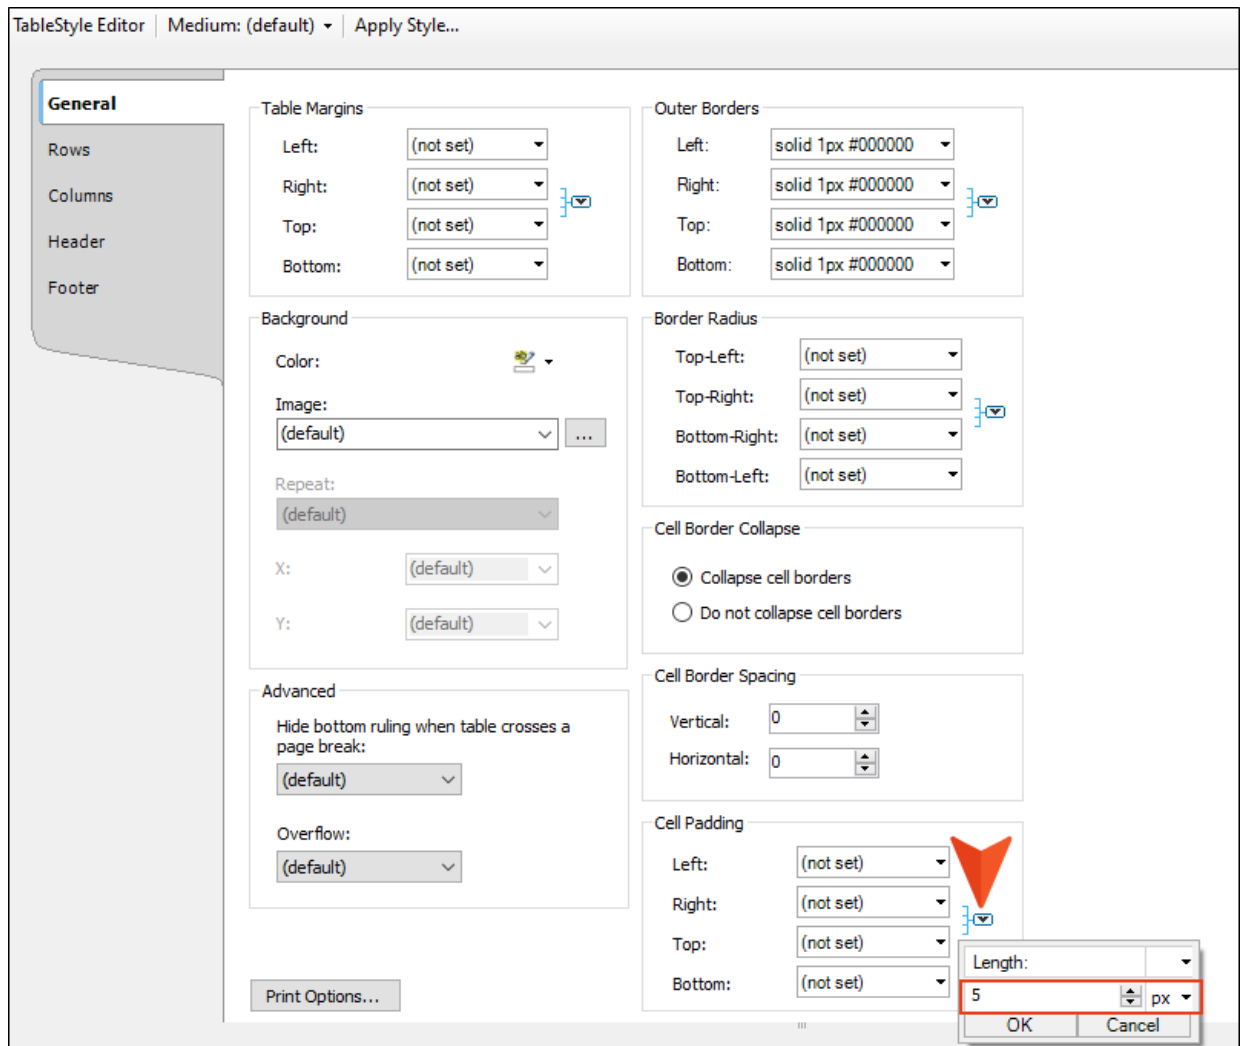 TableStyle Editor Medium: (default) Apply Style...
General
Rows
Columns
Header
Footer
Table Margins
Left: (not set)
Right: (not set)
Top: (not set)
Bottom: (not set)
Background
Color:
Image:
(default) ...
Repeat:
(default)
X: (default)
Y: (default)
Advanced
Hide bottom ruling when table crosses a
page break:
(default)
Overflow:
(default)
Print Options...
Outer Borders
Left: solid 1px #000000
Right: solid 1px #000000
Top: solid 1px #000000
Bottom: solid 1px #000000
Border Radius
Top-Left: (not set)
Top-Right: (not set)
Bottom-Right: (not set)
Bottom-Left: (not set)
Cell Border Collapse
Collapse cell borders
Do not collapse cell borders
Cell Border Spacing
Vertical: 0
Horizontal: 0
Cell Padding
Left: (not set)
Right: (not set)
Top: (not set)
Bottom: (not set)
Length:
5 px
OK Cancel